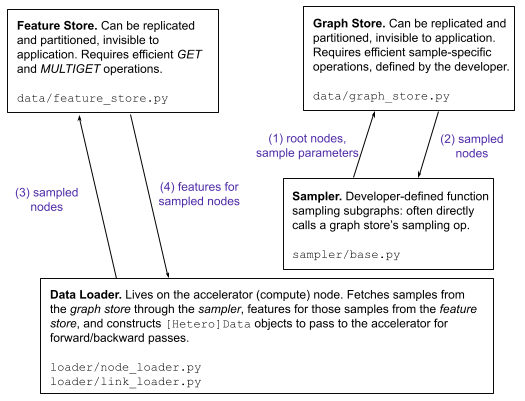 Feature Store. Can be replicated
and partitioned, invisible to
application. Requires efficient GET
and MULTIGET operations.
data/feature_store.py
Graph Store. Can be replicated and
partitioned, invisible to application.
Requires efficient sample-specific
operations, defined by the developer.
data/graph_store.py
(1) root nodes,
sample parameters
(2) sampled
nodes
(3) sampled
nodes
(4) features for
sampled nodes
Sampler. Developer-defined function
sampling subgraphs: often directly
calls a graph store's sampling op.
sampler/base.py
Data Loader. Lives on the accelerator (compute) node. Fetches samples from
the graph store through the sampler, features for those samples from the feature
store, and constructs [Hetero]Data objects to pass to the accelerator for
forward/backward passes.
loader/node_loader.py
loader/link_loader.py